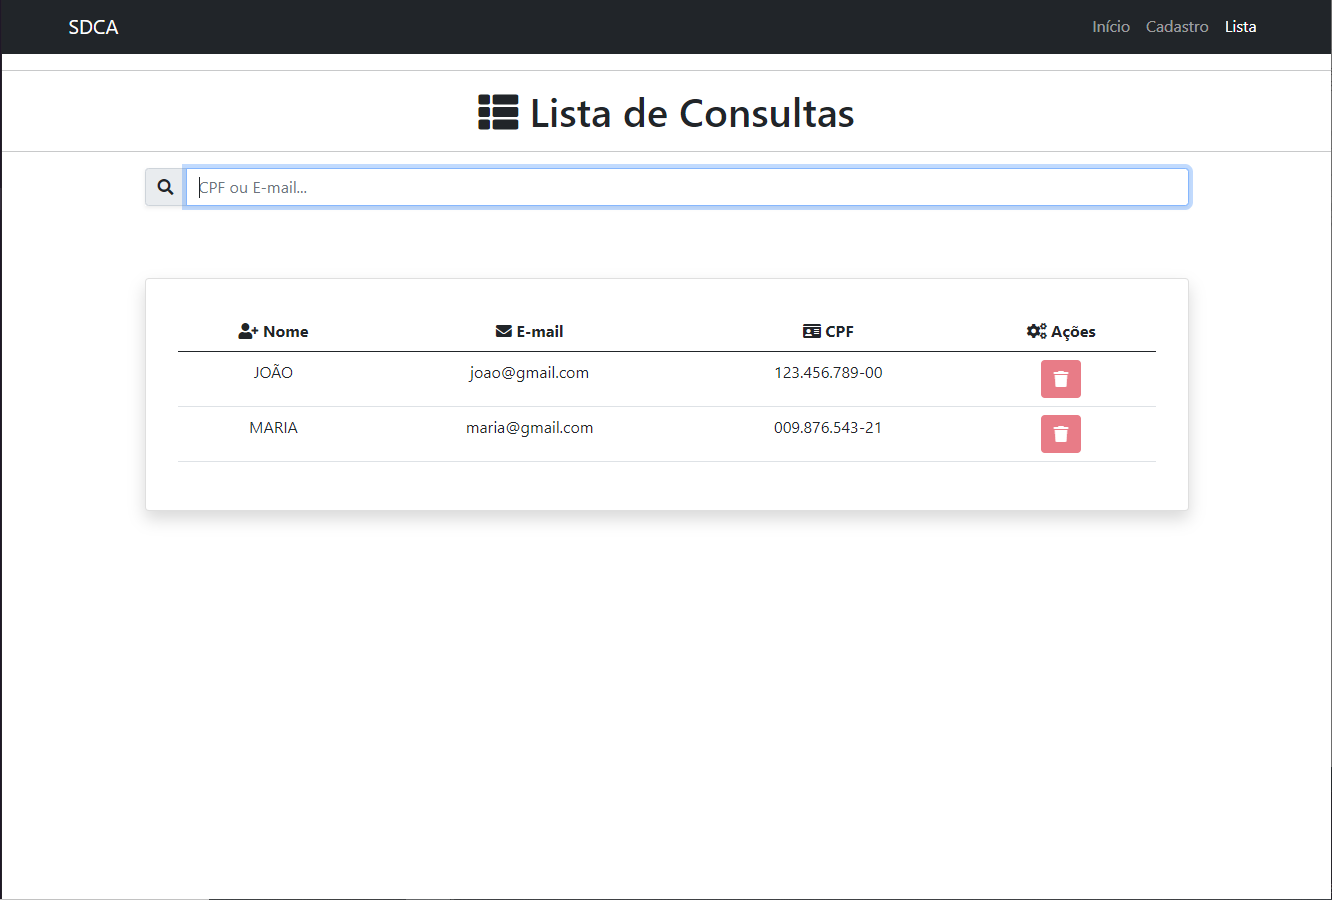 SDCA Início Cadastro Lista
Lista de Consultas
CPF ou E-mail...
Nome E-mail CPF Ações
JOÃO joao@gmail.com 123.456.789-00
MARIA maria@gmail.com 009.876.543-21